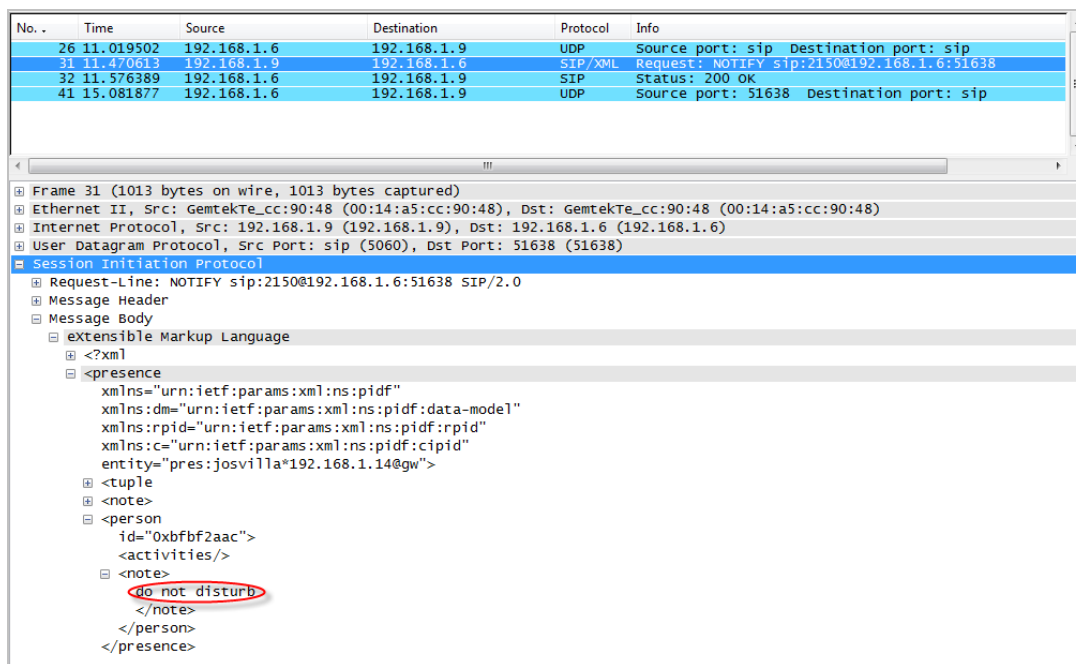 No. . Time Source Destination Protocol Info
26 11.019502 192.168.1.6 192.168.1.9 UDP Source port: sip Destination port: sip
31 11.470613 192.168.1.9 192.168.1.6 SIP/XML Request: NOTIFY sip:2150@192.168.1.6:51638
32 11.576389 192.168.1.6 192.168.1.9 SIP Status: 200 OK
41 15.081877 192.168.1.6 192.168.1.9 UDP Source port: 51638 Destination port: sip
Frame 31 (1013 bytes on wire, 1013 bytes captured)
Ethernet II, Src: GemtekTe_cc:90:48 (00:14:a5:cc:90:48), Dst: GemtekTe_cc:90:48 (00:14:a5:cc:90:48)
Internet Protocol, Src: 192.168.1.9 (192.168.1.9), Dst: 192.168.1.6 (192.168.1.6)
User Datagram Protocol, Src Port: sip (5060), Dst Port: 51638 (51638)
Session Initiation Protocol
Request-Line: NOTIFY sip:2150@192.168.1.6:51638 SIP/2.0
Message Header
Message Body
eXtensible Markup Language
<?xml
<presence
xmlns="urn:ietf:params:xml:ns:pidf"
xmlns:dm="urn:ietf:params:xml:ns:pidf:data-model"
xmlns:rpid="urn:ietf:params:xml:ns:pidf:rpid"
xmlns:c="urn:ietf:params:xml:ns:pidf:cipid"
entity="pres:josvilla*192.168.1.14@gw">
<tuple
<note>
<person
id="0xbfbf2aac">
<activities/>
<note>
do not disturb
</note>
</person>
</presence>